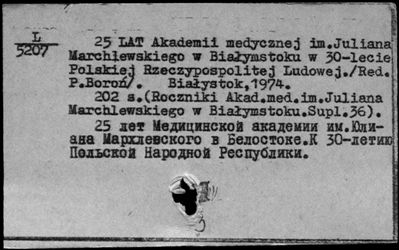 L
5207
25 LAT Akademii medycznej im.Juliana
Marchlewskiego w Białymstoku w 30-lecie
Polskiej Rzeczypospolitej Ludowej./Red.
P.Boroń/. Białystok,1974.
202 s.(Roczniki Akad.med.im.Juliana
Marchlewskiego w Białymstoku.Supl.36).
25 лет Медицинской академии им.Юли-
ана Мархлевского в Белостоке.К 30-летию
Польской Народной Республики.